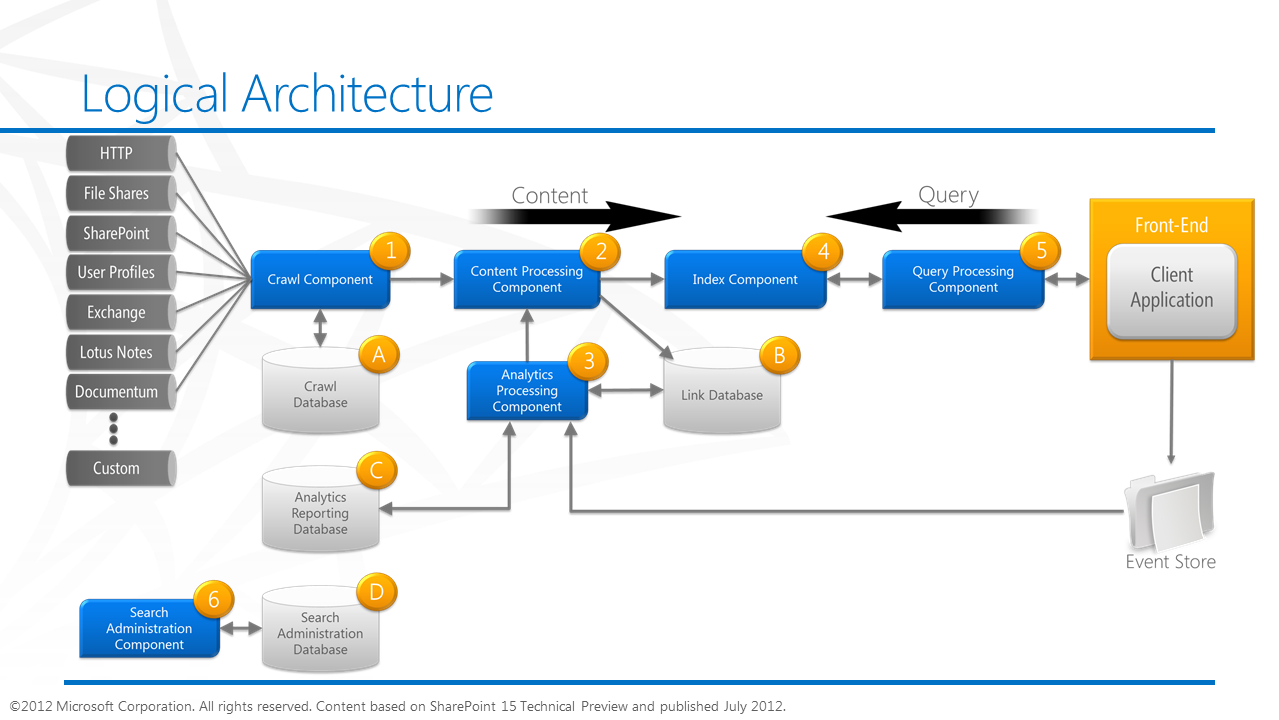 Logical Architecture
HTTP
File Shares
SharePoint
User Profiles
Exchange
Lotus Notes
Documentum
Custom
Content
Query
Crawl Component
1
Content Processing
Component
2
Index Component
4
Query Processing
Component
5
Front-End
Client
Application
Crawl
Database
A
Analytics
Processing
Component
3
Link Database
B
Analytics
Reporting
Database
C
Event Store
Search
Administration
Component
6
Search
Administration
Database
D
©2012 Microsoft Corporation. All rights reserved. Content based on SharePoint 15 Technical Preview and published July 2012.